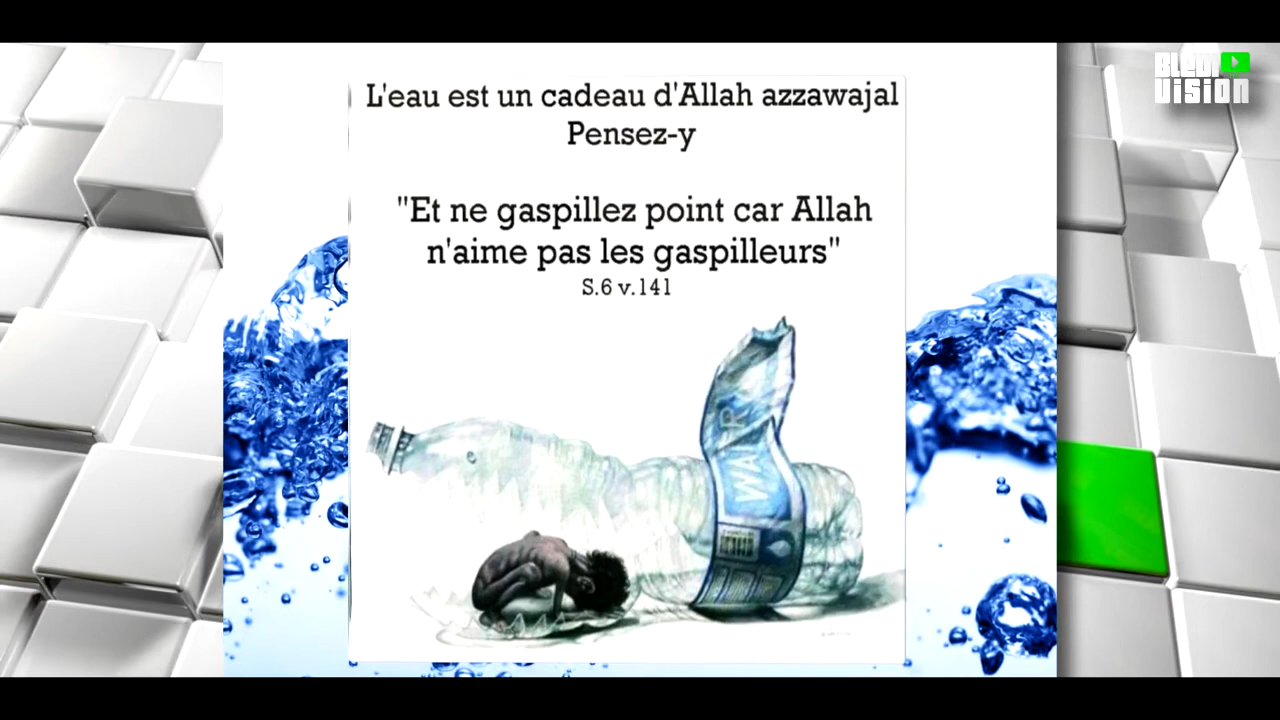 BLEDI
VISION
L'eau est un cadeau d'Allah azzawajal
Pensez-y
"Et ne gaspillez point car Allah
n'aime pas les gaspilleurs"
S.6 v.141
WATER